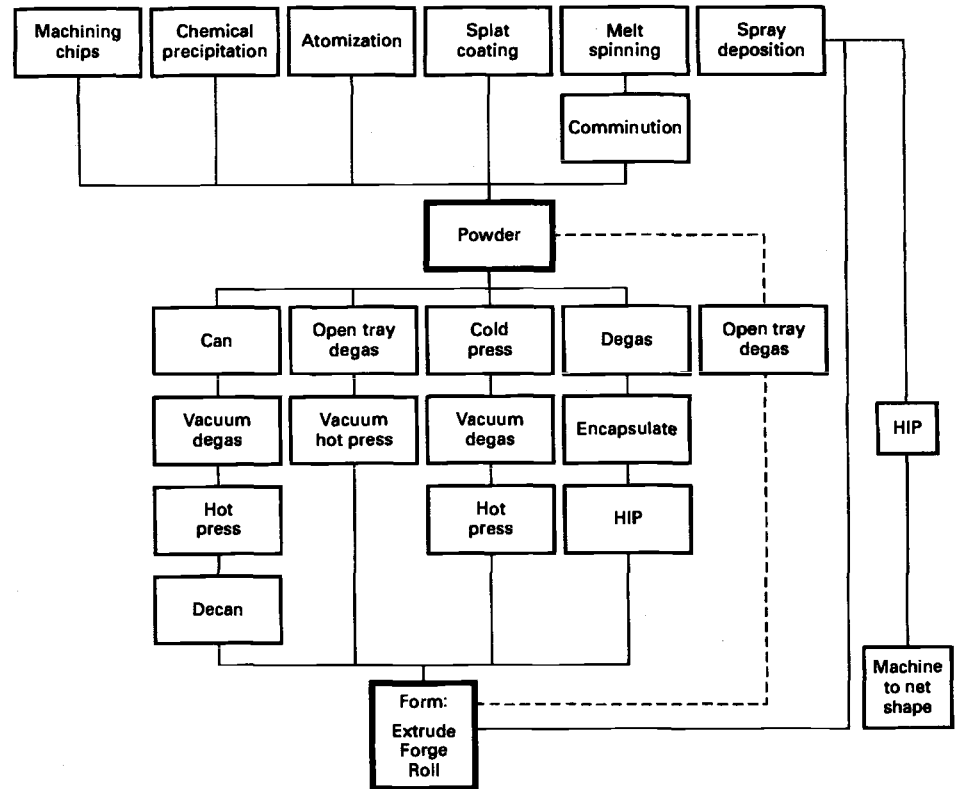 Machining
chips
Chemical
precipitation
Atomization
Splat
coating
Melt
spinning
Spray
deposition
Comminution
Powder
Can
Open tray
degas
Cold
press
Degas
Open tray
degas
Vacuum
degas
Vacuum
hot press
Vacuum
degas
Encapsulate
HIP
Hot
press
Hot
press
HIP
Decan
Machine
to net
shape
Form:
Extrude
Forge
Roll